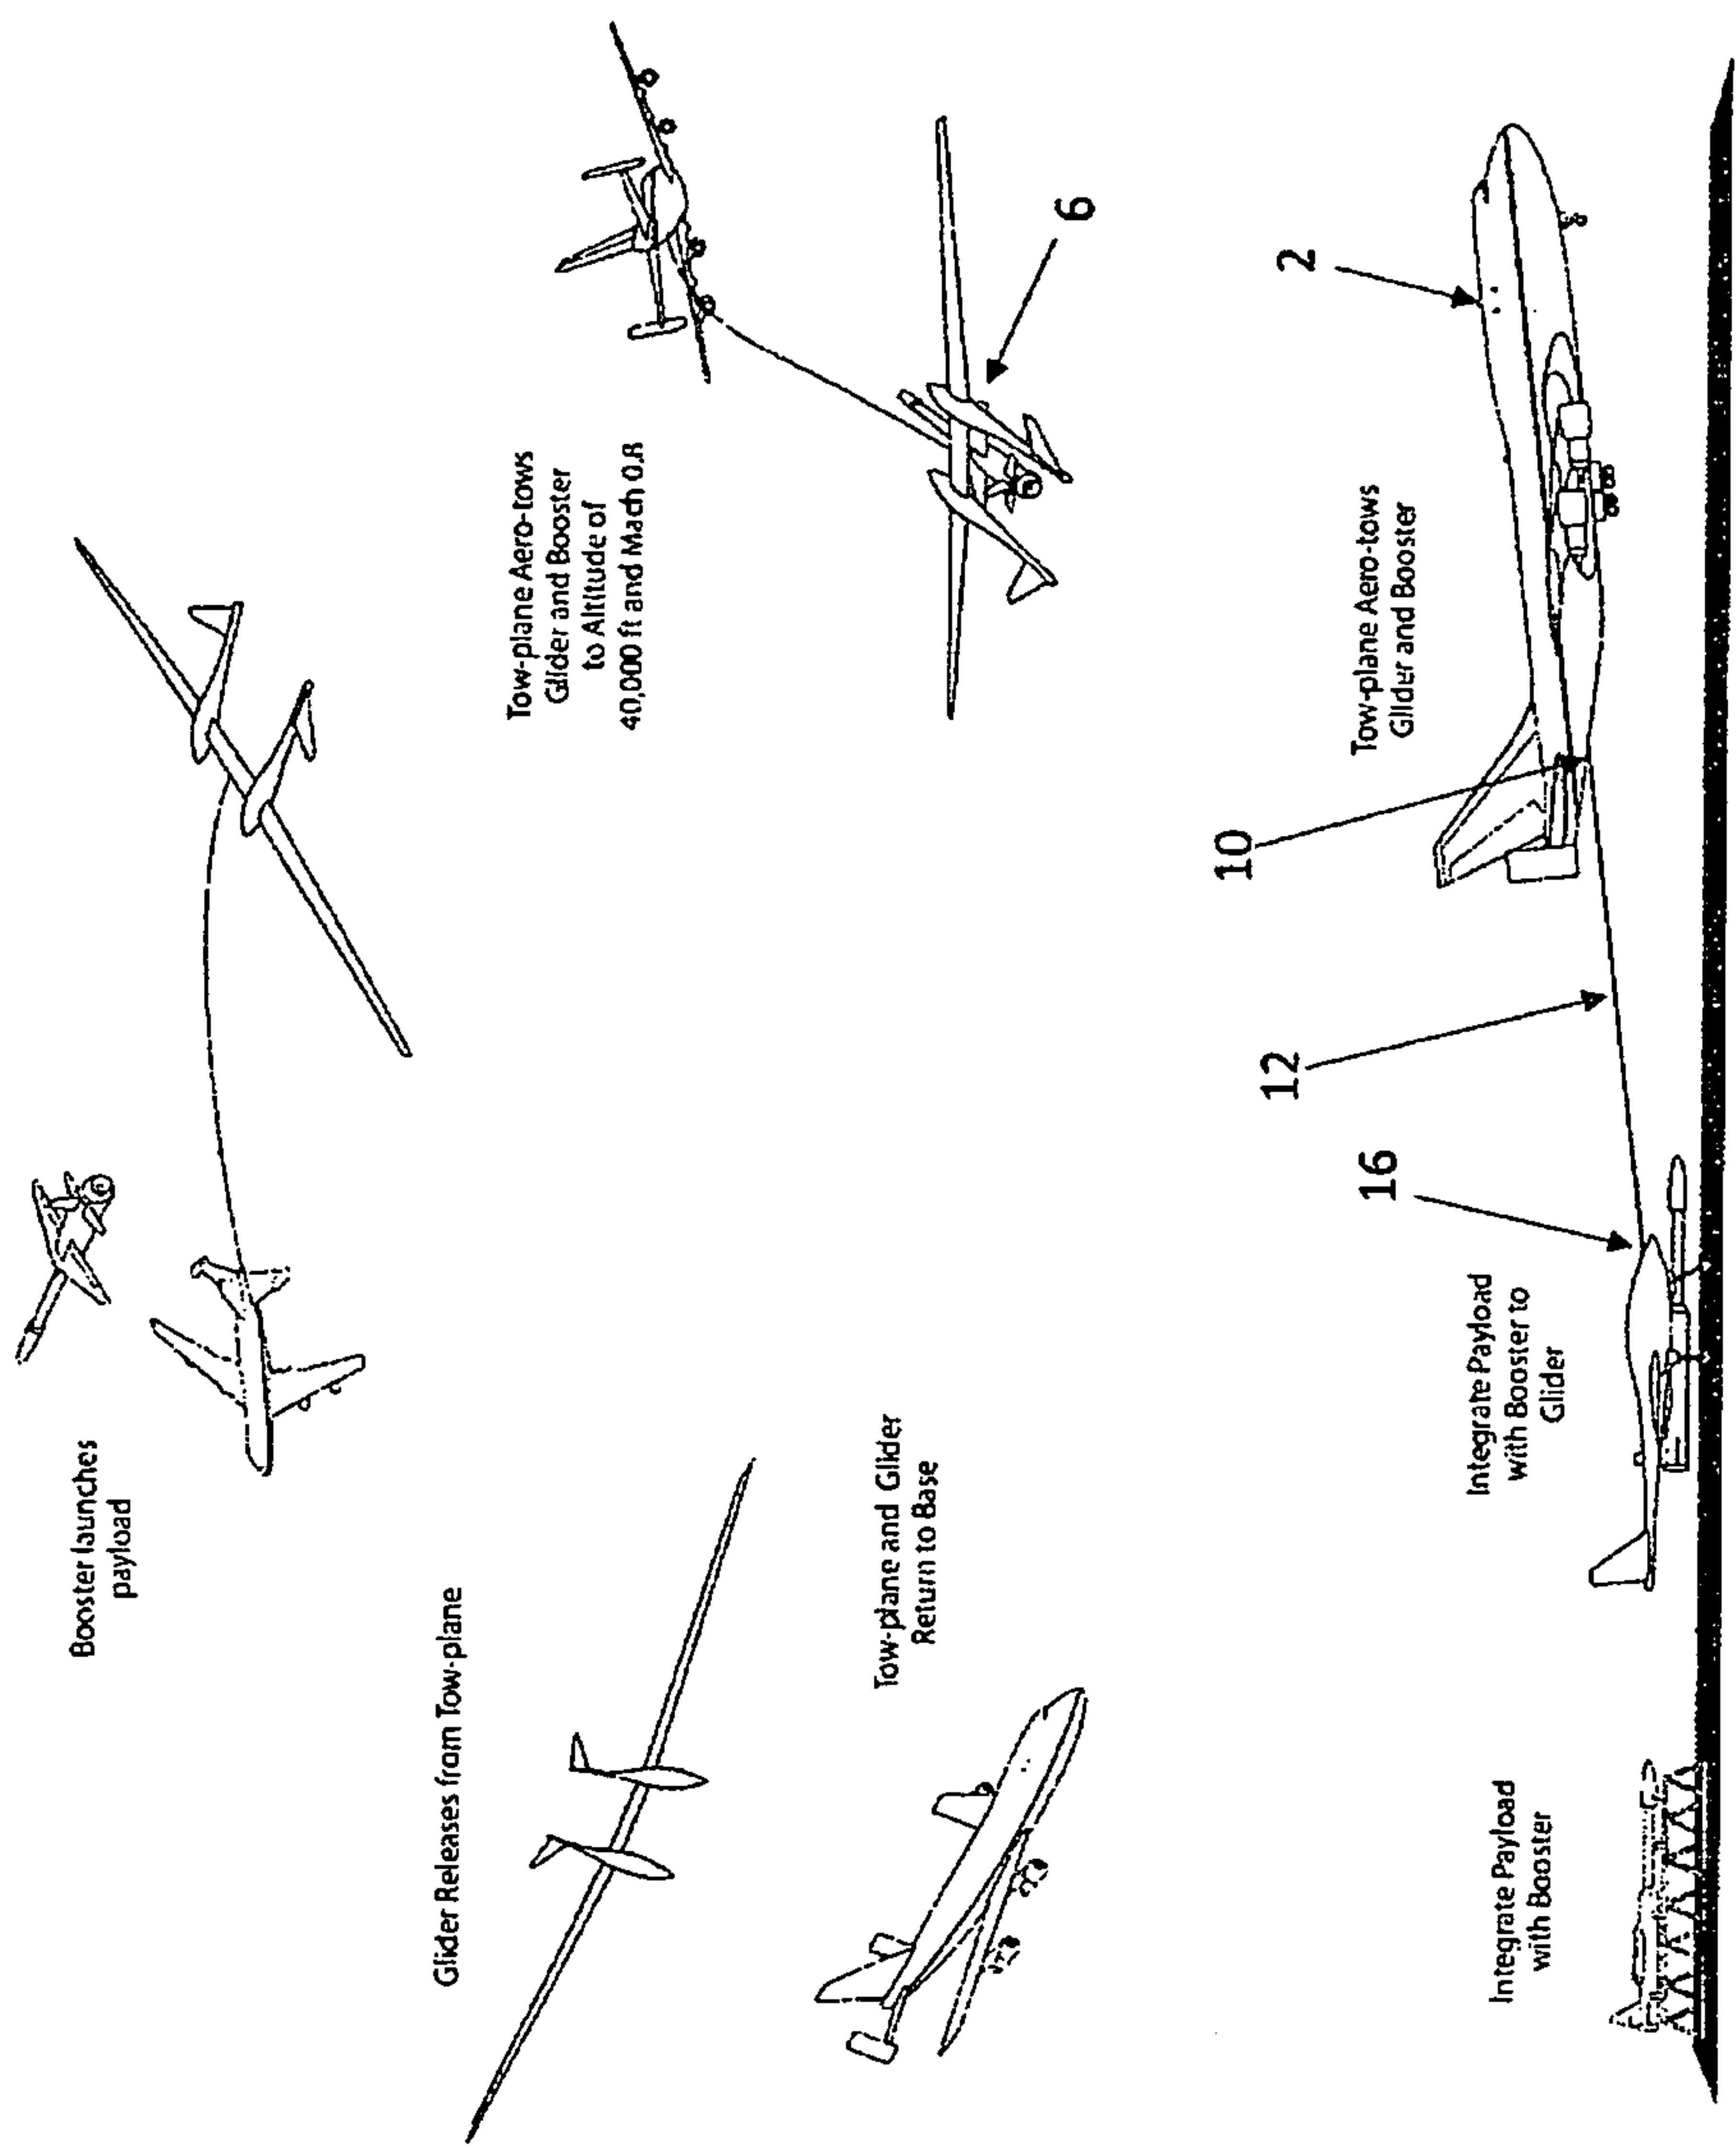 Booster launches
payload
Glider Releases from Tow-plane
Tow-plane Aero-tows
Glider and Booster
to Altitude of
40,000 ft and Mach 0.8
Tow-plane and Glider
Return to Base
6
2
10
12
16
Tow-plane Aero-tows
Glider and Booster
Integrate Payload
with Booster to
Glider
Integrate Payload
with Booster